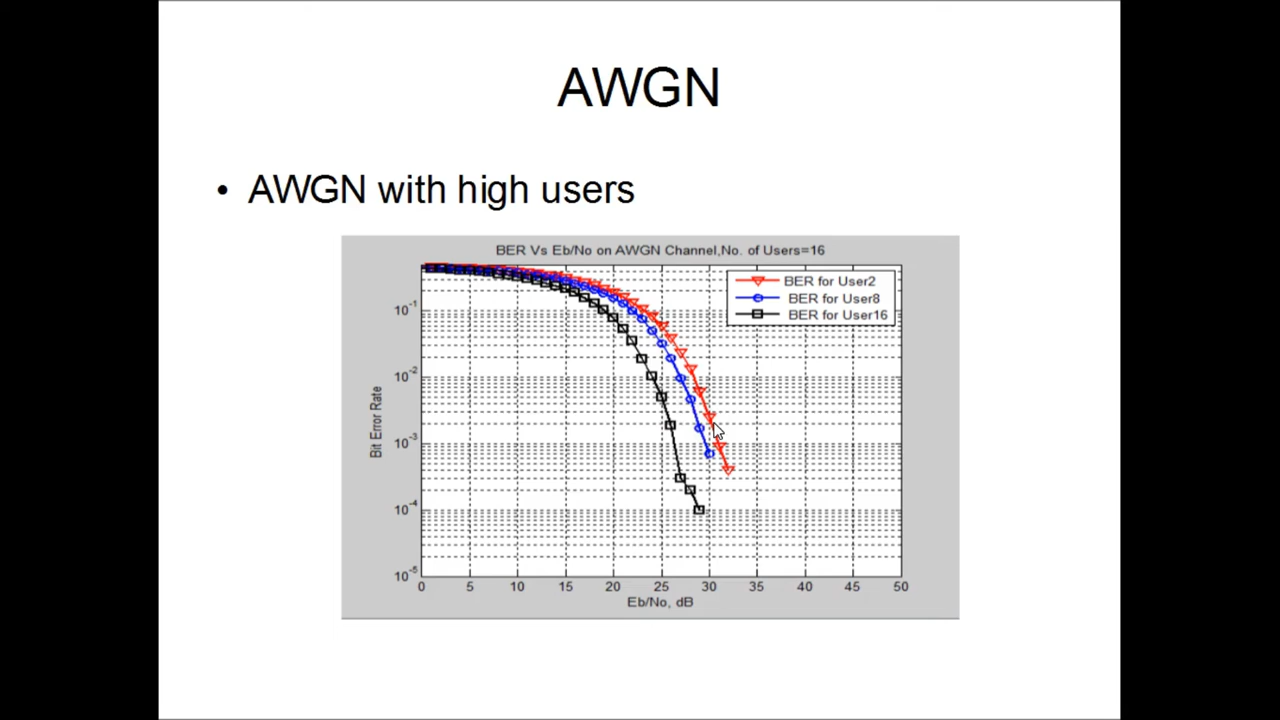 AWGN
• AWGN with high users
BER Vs Eb/No on AWGN Channel,No. of Users=16
BER for User2
BER for User8
BER for User16
10^-1
10^-2
10^-3
10^-4
10^-5
Bit Error Rate
0 5 10 15 20 25 30 35 40 45 50
Eb/No, dB